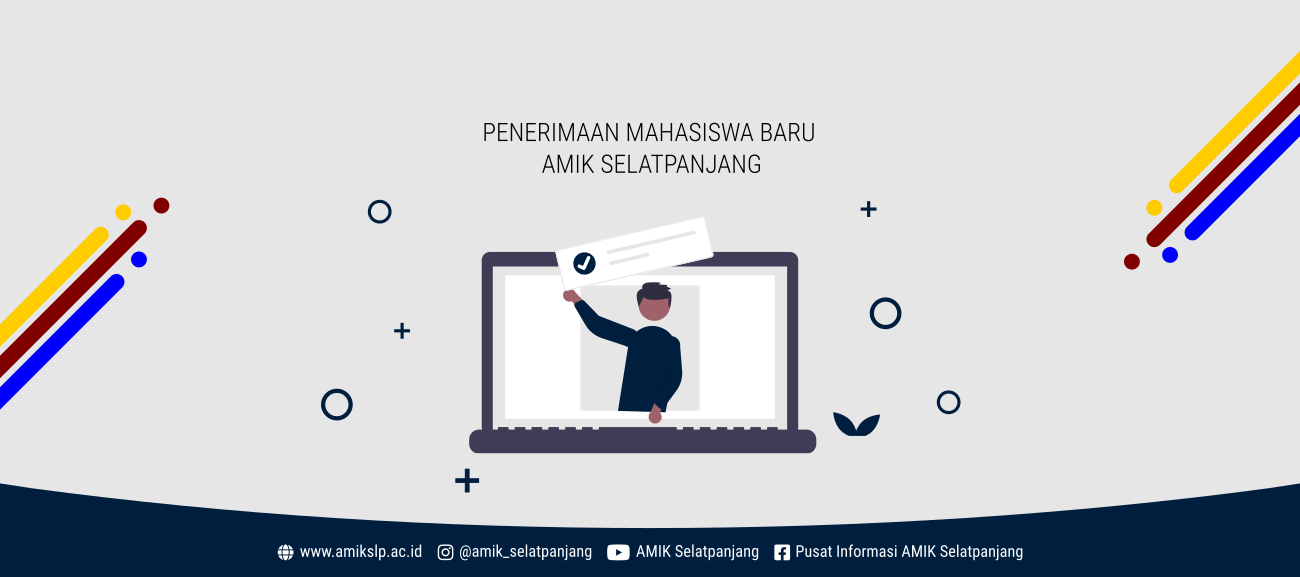 PENERIMAAN MAHASISWA BARU
AMIK SELATPANJANG
www.amikslp.ac.id @amik_selatpanjang AMIK Selatpanjang Pusat Informasi AMIK Selatpanjang